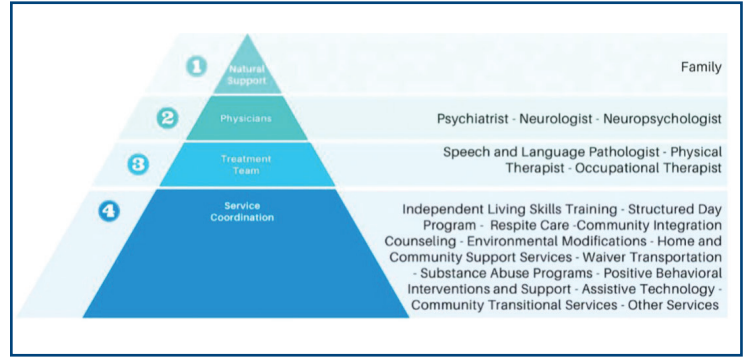 1
Natural
Support
Family
2
Physicians
Psychiatrist - Neurologist - Neuropsychologist
3
Treatment
Team
Speech and Language Pathologist - Physical
Therapist - Occupational Therapist
4
Service
Coordination
Independent Living Skills Training - Structured Day
Program - Respite Care -Community Integration
Counseling - Environmental Modifications - Home and
Community Support Services - Waiver Transportation
- Substance Abuse Programs - Positive Behavioral
Interventions and Support - Assistive Technology -
Community Transitional Services - Other Services